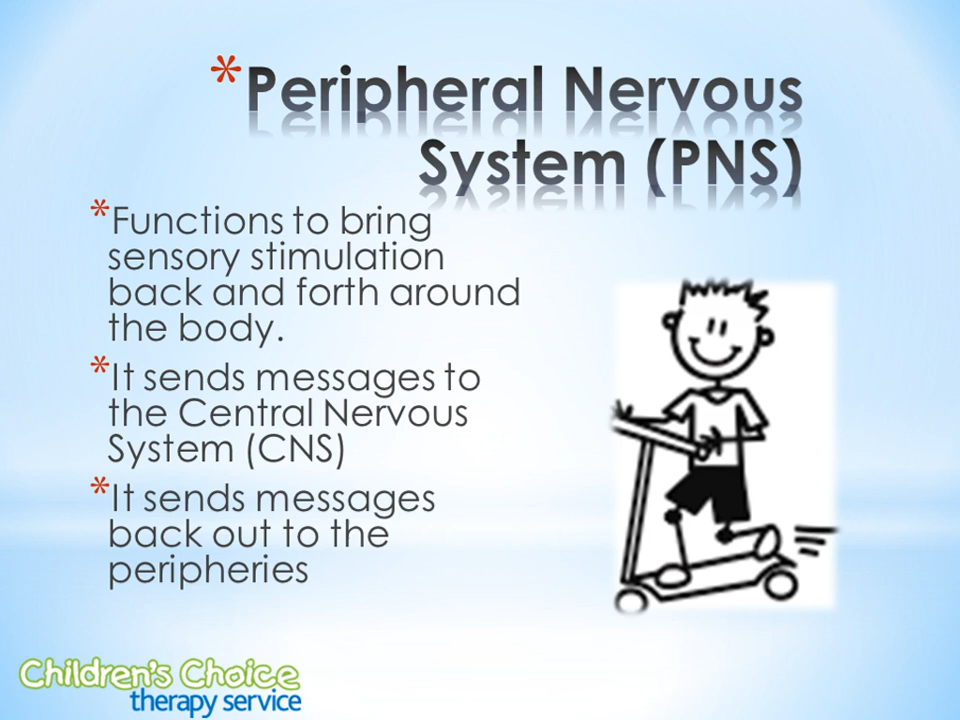 *Peripheral Nervous
System (PNS)
*Functions to bring
sensory stimulation
back and forth around
the body.
*It sends messages to
the Central Nervous
System (CNS)
*It sends messages
back out to the
peripheries
Children's Choice
therapy service